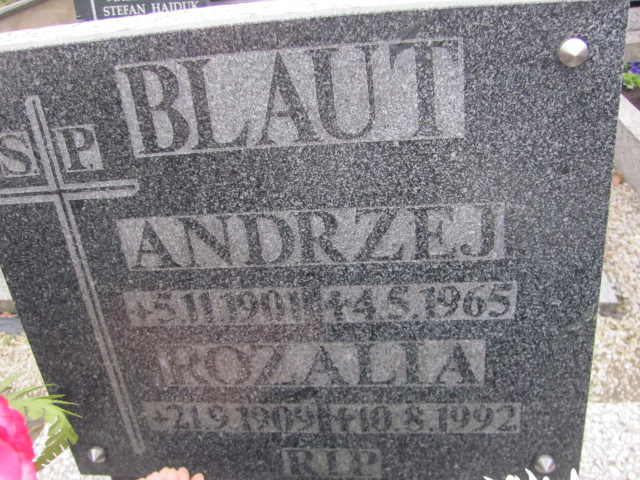 STEFAN HAJDUK
Ś.P.
BLAUT
ANDRZEJ
*5.11.1901 †4.5.1965
ROZALIA
*21.9.1909 †10.8.1992
R.I.P.